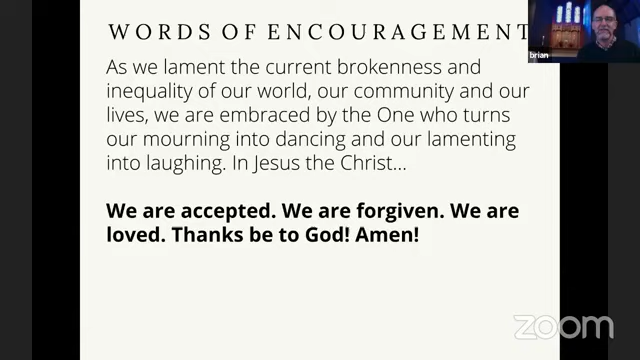 WORDS OF ENCOURAGEMENT
As we lament the current brokenness and
inequality of our world, our community and our
lives, we are embraced by the One who turns
our mourning into dancing and our lamenting
into laughing. In Jesus the Christ...
We are accepted. We are forgiven. We are
loved. Thanks be to God! Amen!
brian
zoom